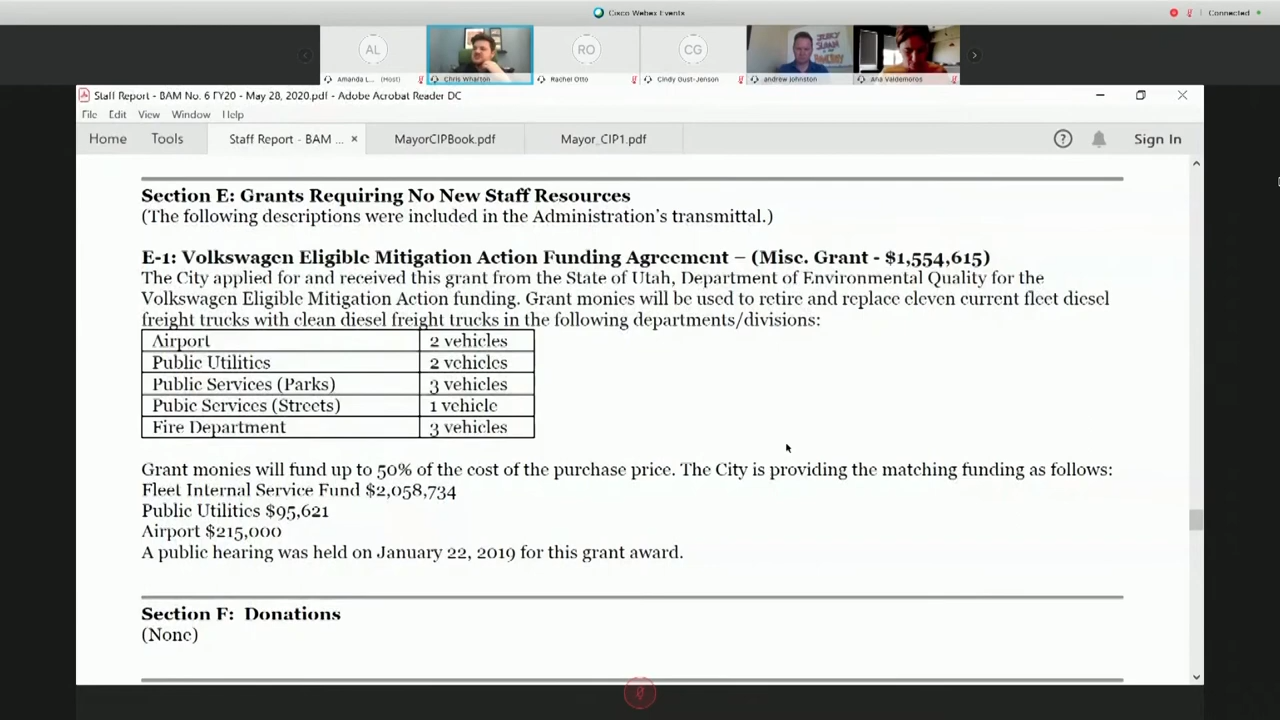 Cisco Webex Events
Connected
AL
RO
CG
JERRY
Amanda L... (Host)
Chris Wharton
Rachel Otto
Cindy Gust-Jenson
andrew johnston
Ana Valdemoros
Staff Report - BAM No. 6 FY20 - May 28, 2020.pdf - Adobe Acrobat Reader DC
File Edit View Window Help
Home Tools Staff Report - BAM ... × MayorCIPBook.pdf Mayor_CIP1.pdf ? Sign In
Section E: Grants Requiring No New Staff Resources
(The following descriptions were included in the Administration's transmittal.)
E-1: Volkswagen Eligible Mitigation Action Funding Agreement – (Misc. Grant - $1,554,615)
The City applied for and received this grant from the State of Utah, Department of Environmental Quality for the
Volkswagen Eligible Mitigation Action funding. Grant monies will be used to retire and replace eleven current fleet diesel
freight trucks with clean diesel freight trucks in the following departments/divisions:
Airport 2 vehicles
Public Utilities 2 vehicles
Public Services (Parks) 3 vehicles
Pubic Services (Streets) 1 vehicle
Fire Department 3 vehicles
Grant monies will fund up to 50% of the cost of the purchase price. The City is providing the matching funding as follows:
Fleet Internal Service Fund $2,058,734
Public Utilities $95,621
Airport $215,000
A public hearing was held on January 22, 2019 for this grant award.
Section F: Donations
(None)